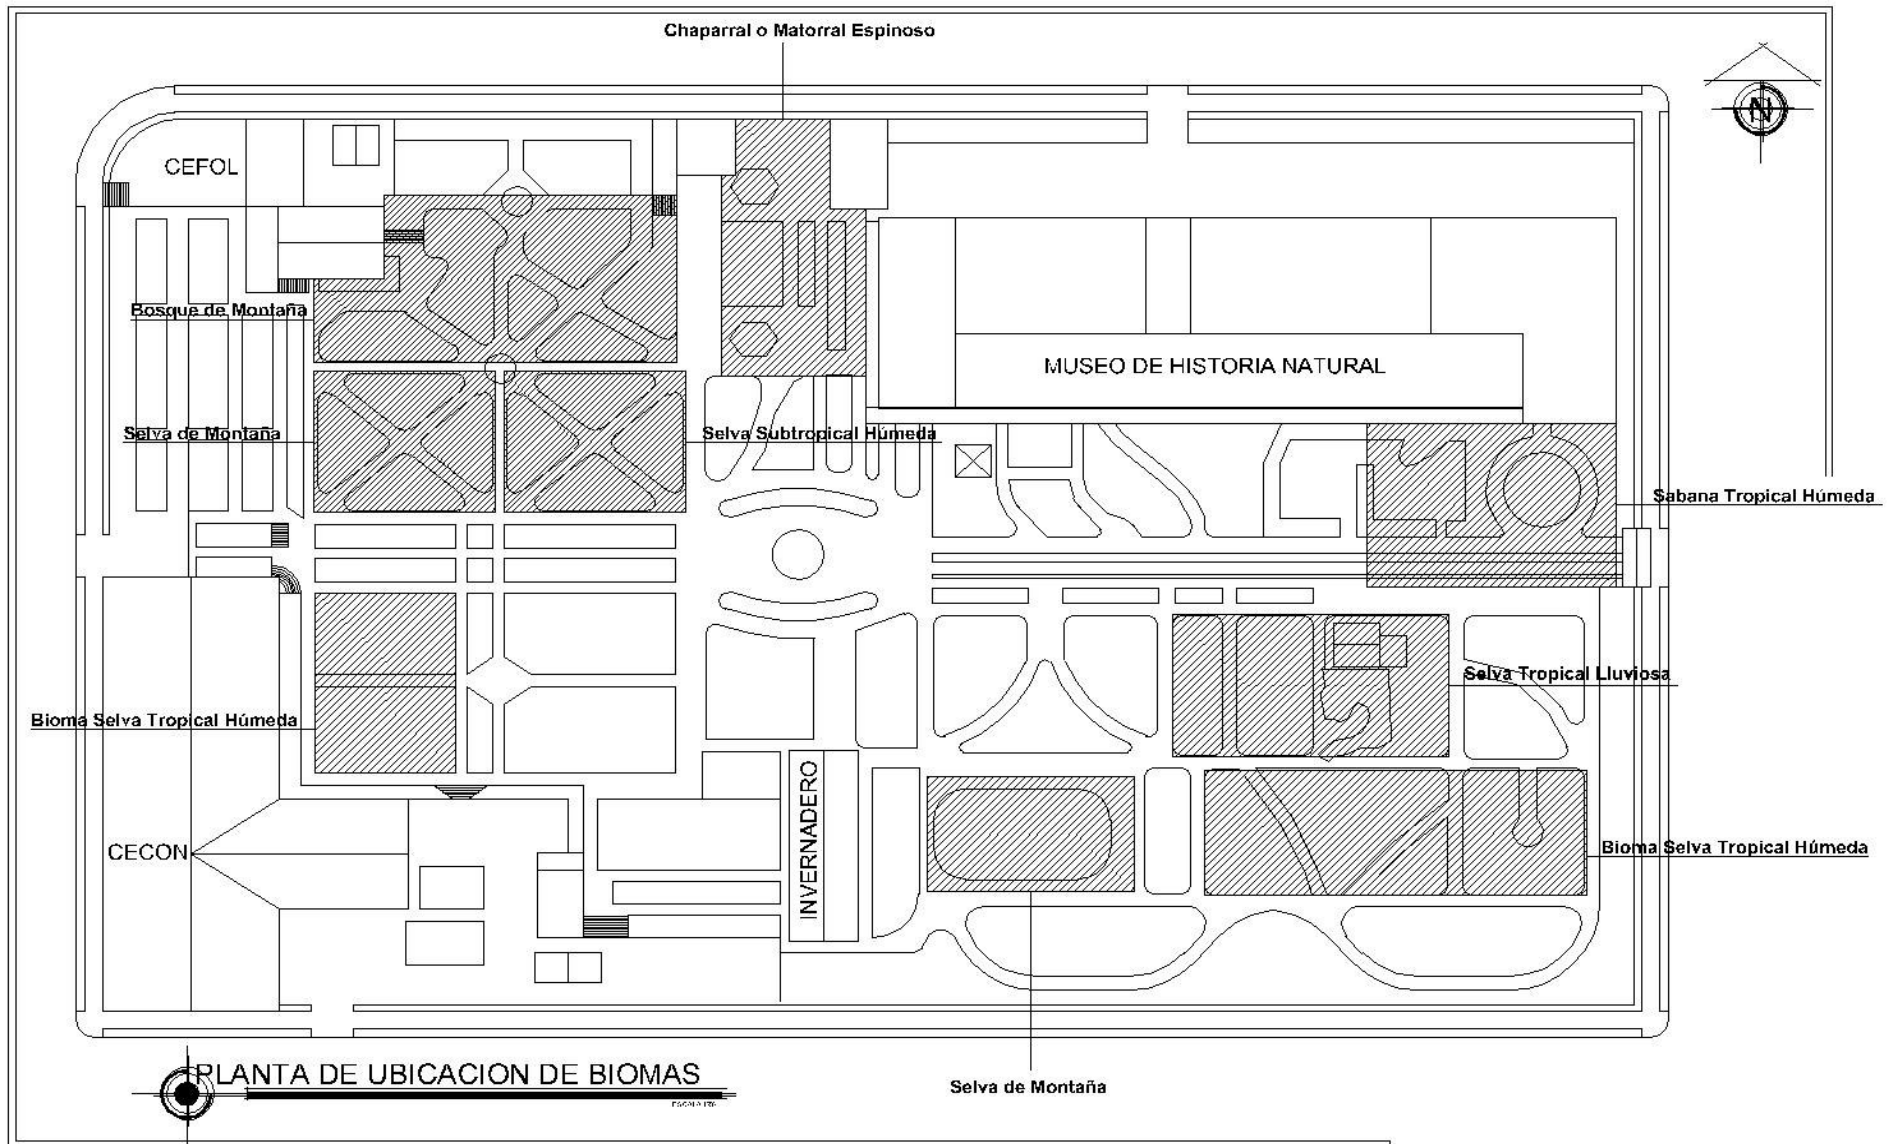 Chaparral o Matorral Espinoso
N
CEFOL
Bosque de Montaña
MUSEO DE HISTORIA NATURAL
Selva de Montaña
Selva Subtropical Húmeda
Sabana Tropical Húmeda
Selva Tropical Lluviosa
Bioma Selva Tropical Húmeda
INVERNADERO
CECON
Bioma Selva Tropical Húmeda
PLANTA DE UBICACION DE BIOMAS
Selva de Montaña